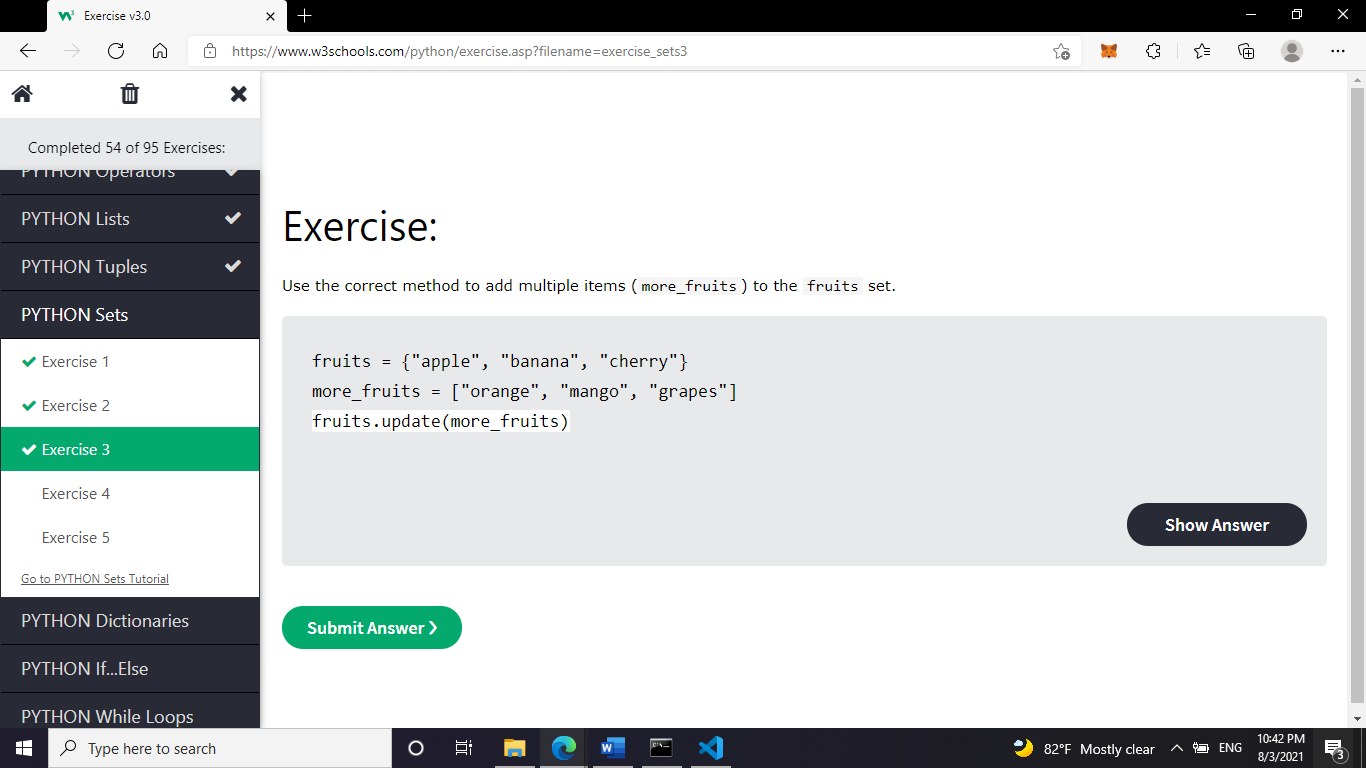 Exercise v3.0
https://www.w3schools.com/python/exercise.asp?filename=exercise_sets3
Completed 54 of 95 Exercises:
PYTHON Operators
PYTHON Lists
PYTHON Tuples
PYTHON Sets
Exercise 1
Exercise 2
Exercise 3
Exercise 4
Exercise 5
Go to PYTHON Sets Tutorial
PYTHON Dictionaries
PYTHON If...Else
PYTHON While Loops
Exercise:
Use the correct method to add multiple items (more_fruits) to the fruits set.
fruits = {"apple", "banana", "cherry"}
more_fruits = ["orange", "mango", "grapes"]
fruits.update(more_fruits)
Show Answer
Submit Answer ❯
Type here to search
82°F Mostly clear
ENG
10:42 PM
8/3/2021
3